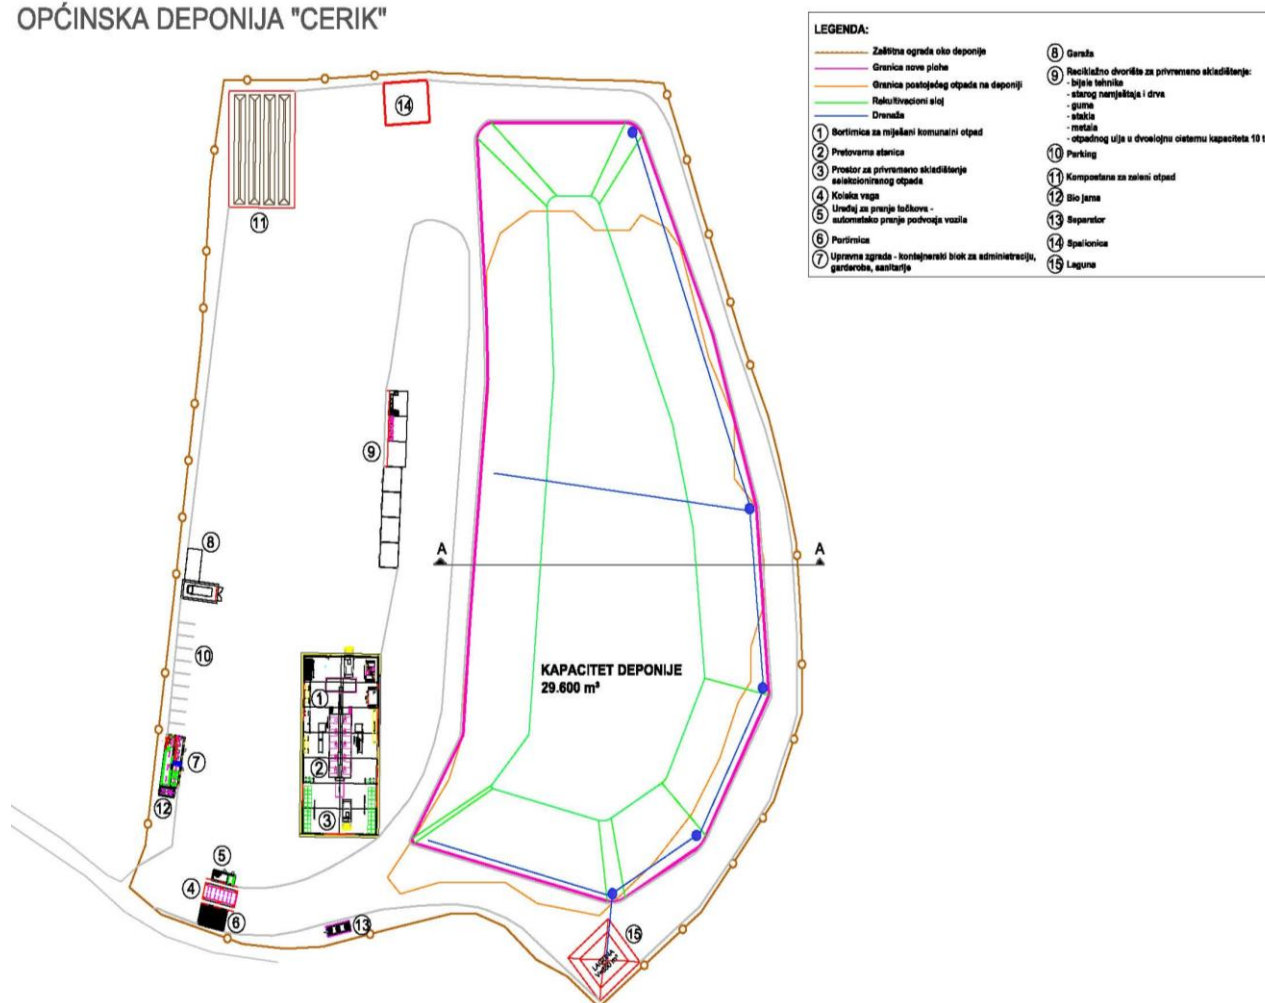 OPĆINSKA DEPONIJA "CERIK"
LEGENDA:
Zaštitna ograda oko deponije
Granica nove plohe
Granica postojećeg otpada na deponiji
Rekultivacioni sloj
Drenaža
1 Sortirnica za miješani komunalni otpad
2 Pretovarna stanica
3 Prostor za privremeno skladištenje
selekcioniranog otpada
4 Kolska vaga
5 Uređaj za pranje točkova -
automatsko pranje podvozja vozila
6 Portirnica
7 Upravna zgrada - kontejnerski blok za administraciju,
garderoba, sanitarije
8 Garaža
9 Reciklažno dvorište za privremeno skladištenje:
- bijele tehnike
- starog namještaja i drva
- guma
- stakla
- metala
- otpadnog ulja u dvoslojnu cisternu kapaciteta 10 t
10 Parking
11 Kompostana za zeleni otpad
12 Bio jama
13 Separator
14 Spalionica
15 Laguna
14
11
9
8
A
A
10
KAPACITET DEPONIJE
29.600 m³
1
7
2
12
3
5
4
6
13
15
LAGUNA